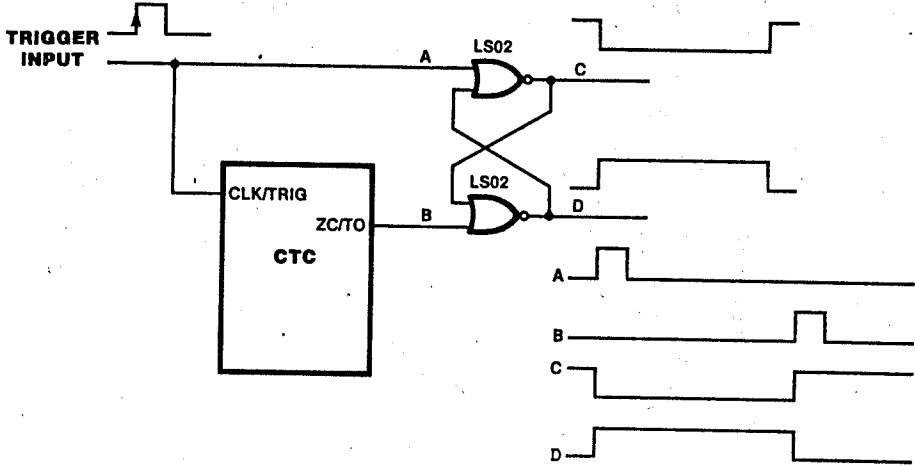 TRIGGER
INPUT
A
LS02
C
CLK/TRIG
ZC/TO
CTC
B
LS02
D
A
B
C
D